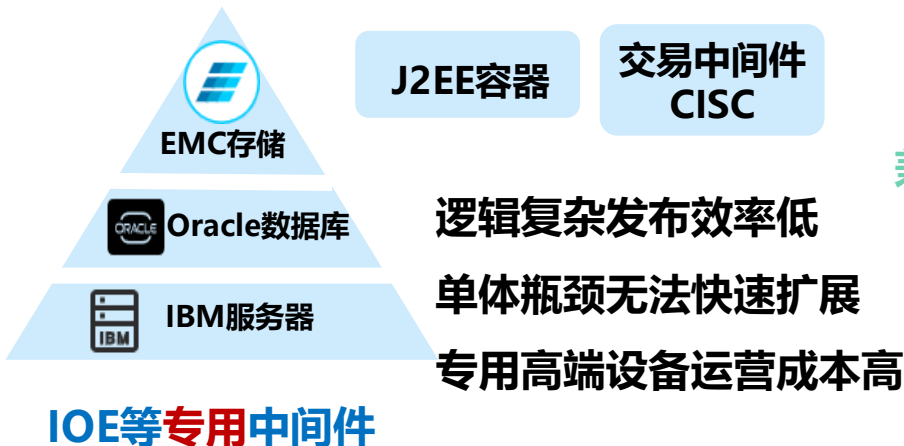 J2EE容器
交易中间件
CISC
EMC存储
ORACLE
Oracle数据库
IBM
IBM服务器
逻辑复杂发布效率低
单体瓶颈无法快速扩展
专用高端设备运营成本高
IOE等专用中间件